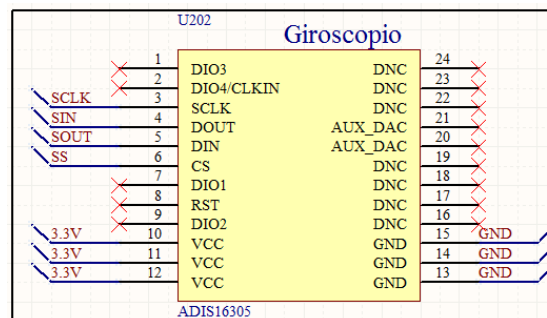 U202
Giroscopio
1 DIO3 DNC 24
2 DIO4/CLKIN DNC 23
SCLK 3 SCLK DNC 22
SIN 4 DOUT AUX_DAC 21
SOUT 5 DIN AUX_DAC 20
SS 6 CS DNC 19
7 DIO1 DNC 18
8 RST DNC 17
9 DIO2 DNC 16
3.3V 10 VCC GND 15 GND
3.3V 11 VCC GND 14 GND
3.3V 12 VCC GND 13 GND
ADIS16305